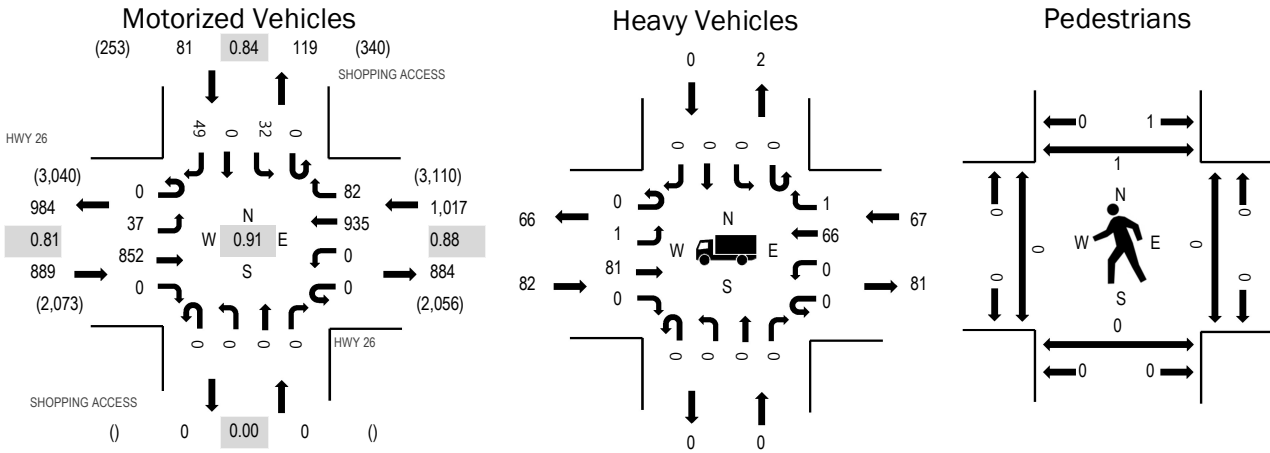 Motorized Vehicles
(253) 81 0.84 119 (340)
SHOPPING ACCESS
HWY 26
49 0 32 0
(3,040) 0 82 (3,110)
984 37 N 935 1,017
0.81 W 0.91 E 0 0.88
889 852 S 0 884
(2,073) 0 (2,056)
0 0 0 0
HWY 26
SHOPPING ACCESS
() 0 0.00 0 ()
Heavy Vehicles
0 2
0 0 0 0
0 1
66 1 N 66 67
W E
82 81 S 0 81
0 0
0 0 0 0
0 0
Pedestrians
0 1
1
N
0 0
W E
0 0
0 0
S
0
0 0